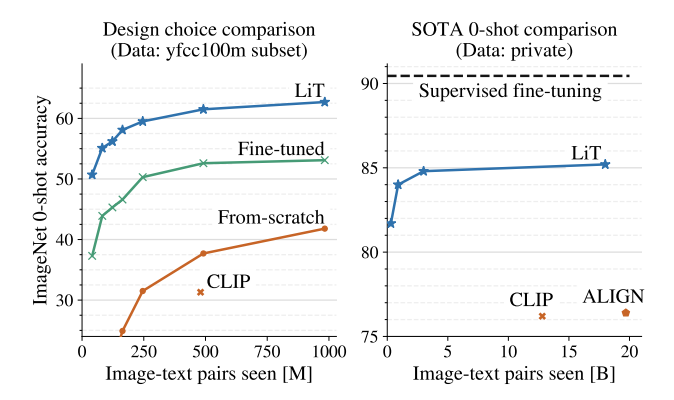 Design choice comparison
(Data: yfcc100m subset)
ImageNet 0-shot accuracy
60
50
40
30
LiT
Fine-tuned
From-scratch
CLIP
0
250
500
750
1000
Image-text pairs seen [M]
SOTA 0-shot comparison
(Data: private)
90
85
80
75
Supervised fine-tuning
LiT
CLIP
ALIGN
0
5
10
15
20
Image-text pairs seen [B]